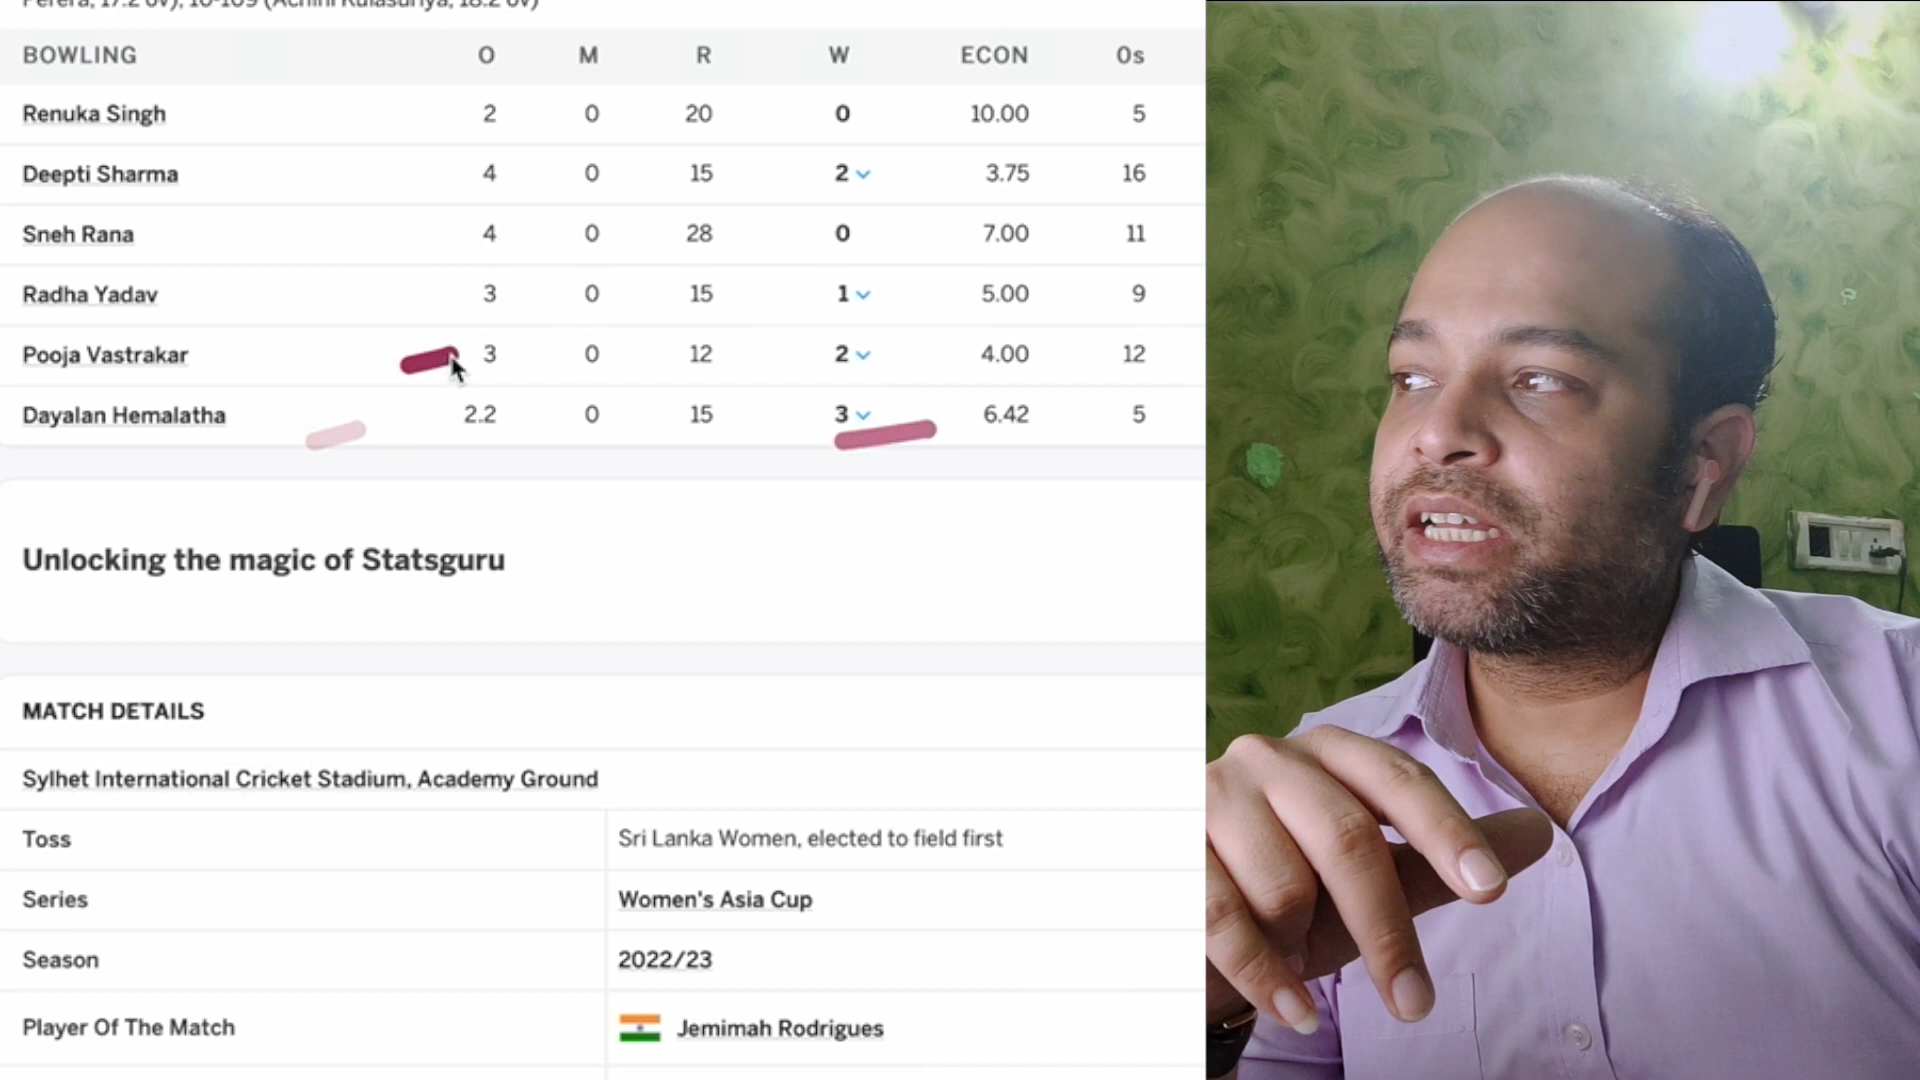 BOWLING O M R W ECON 0s
Renuka Singh 2 0 20 0 10.00 5
Deepti Sharma 4 0 15 2 3.75 16
Sneh Rana 4 0 28 0 7.00 11
Radha Yadav 3 0 15 1 5.00 9
Pooja Vastrakar 3 0 12 2 4.00 12
Dayalan Hemalatha 2.2 0 15 3 6.42 5
Unlocking the magic of Statsguru
MATCH DETAILS
Sylhet International Cricket Stadium, Academy Ground
Toss Sri Lanka Women, elected to field first
Series Women's Asia Cup
Season 2022/23
Player Of The Match Jemimah Rodrigues